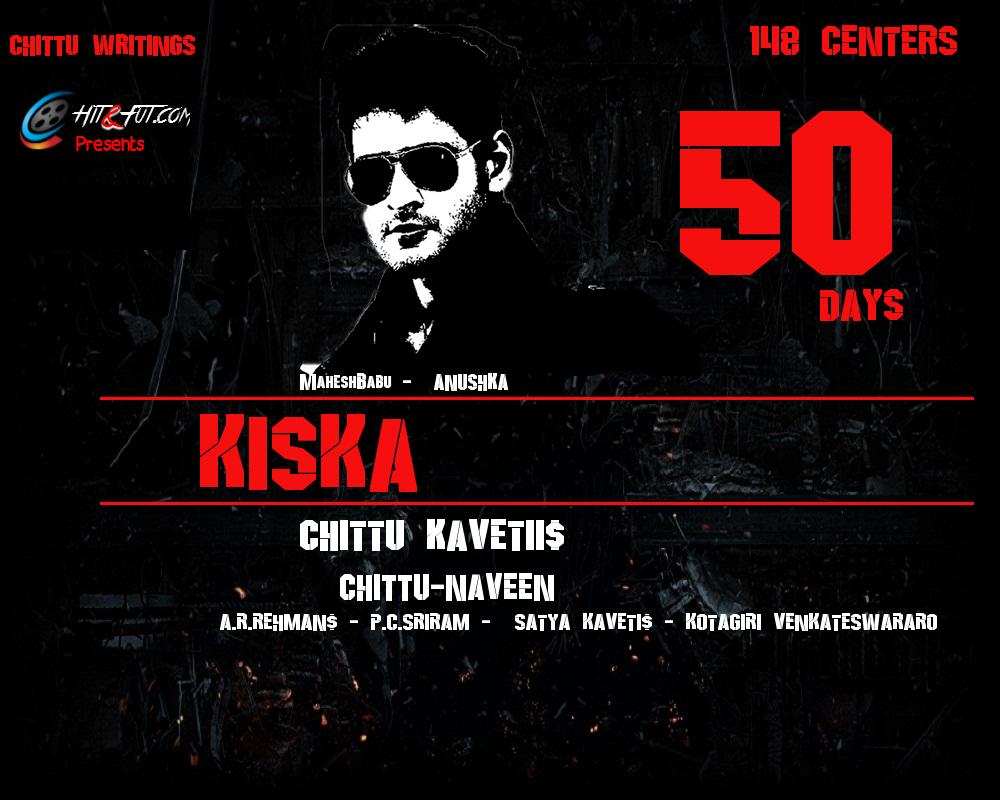 CHITTU WRITINGS
148 CENTERS
HIT&FUT.COM
Presents
50
DAYS
MAHESHBABU - ANUSHKA
KISKA
CHITTU KAVETII$
CHITTU-NAVEEN
A.R.REHMAN$ - P.C.SRIRAM - SATYA KAVETI$ - KOTAGIRI VENKATESWARARO